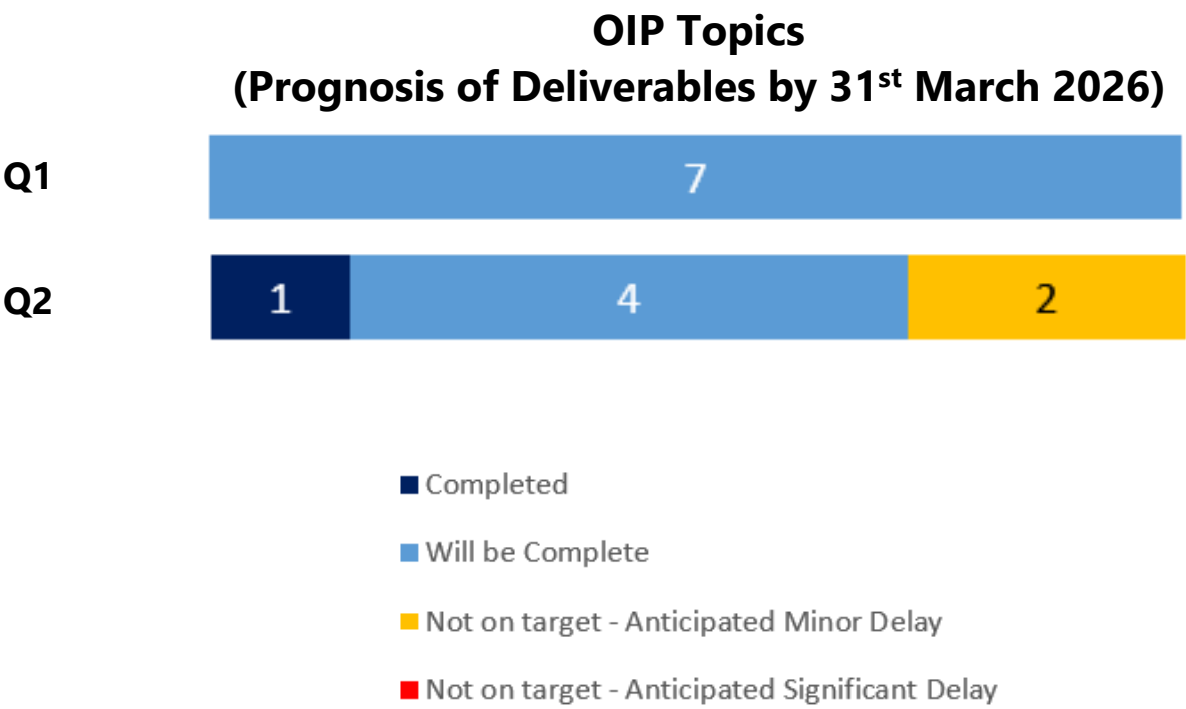 OIP Topics
(Prognosis of Deliverables by 31st March 2026)
Q1
7
Q2
1 4 2
Completed
Will be Complete
Not on target - Anticipated Minor Delay
Not on target - Anticipated Significant Delay